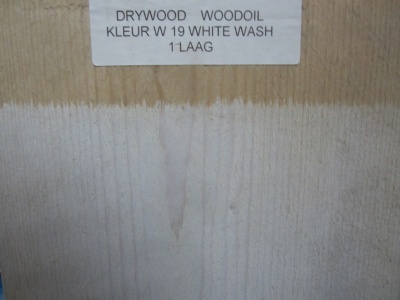 DRYWOOD WOODOIL
KLEUR W 19 WHITE WASH
1 LAAG